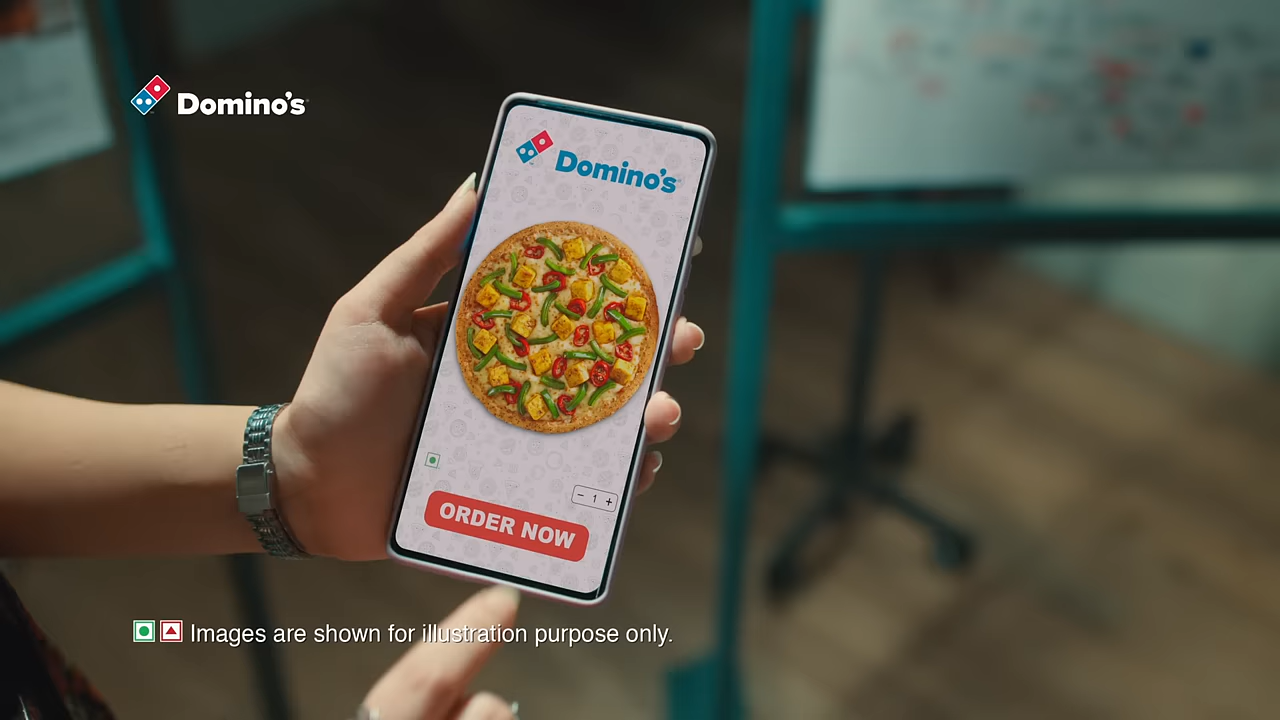 Domino's
Domino's
− 1 +
ORDER NOW
Images are shown for illustration purpose only.